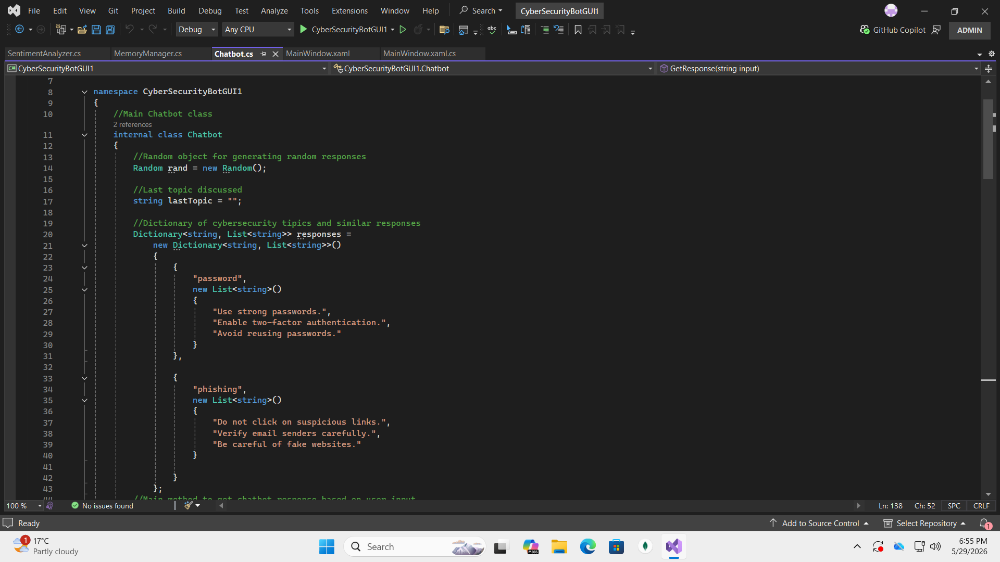 File Edit View Git Project Build Debug Test Analyze Tools Extensions Window Help Search CyberSecurityBotGUI1
Debug Any CPU CyberSecurityBotGUI1 GitHub Copilot ADMIN
SentimentAnalyzer.cs MemoryManager.cs Chatbot.cs MainWindow.xaml MainWindow.xaml.cs
C# CyberSecurityBotGUI1 CyberSecurityBotGUI1.Chatbot GetResponse(string input)
7
8 namespace CyberSecurityBotGUI1
9 {
10 //Main Chatbot class
2 references
11 internal class Chatbot
12 {
13 //Random object for generating random responses
14 Random rand = new Random();
15
16 //Last topic discussed
17 string lastTopic = "";
18
19 //Dictionary of cybersecurity tipics and similar responses
20 Dictionary<string, List<string>> responses =
21 new Dictionary<string, List<string>>()
22 {
23 {
24 "password",
25 new List<string>()
26 {
27 "Use strong passwords.",
28 "Enable two-factor authentication.",
29 "Avoid reusing passwords."
30 }
31 },
32
33 {
34 "phishing",
35 new List<string>()
36 {
37 "Do not click on suspicious links.",
38 "Verify email senders carefully.",
39 "Be careful of fake websites."
40 }
41
42 }
43 };
44 //Main method to get chatbot response based on user input
100 % No issues found Ln: 138 Ch: 52 SPC CRLF
Ready Add to Source Control Select Repository 1
1 17°C
Partly cloudy
Search
M365
6:55 PM
5/29/2026